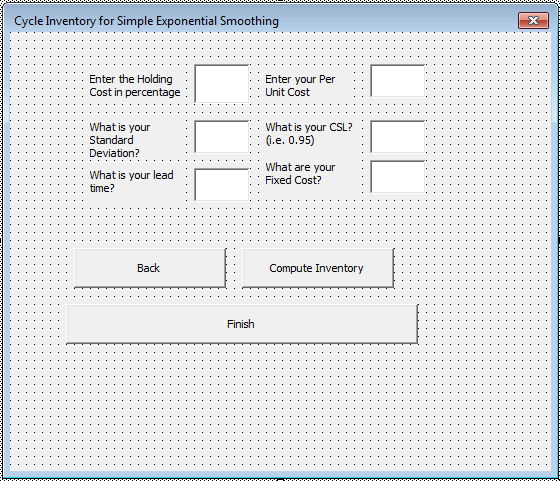 Cycle Inventory for Simple Exponential Smoothing
Enter the Holding
Cost in percentage
Enter your Per
Unit Cost
What is your
Standard
Deviation?
What is your CSL?
(i.e. 0.95)
What is your lead
time?
What are your
Fixed Cost?
Back
Compute Inventory
Finish